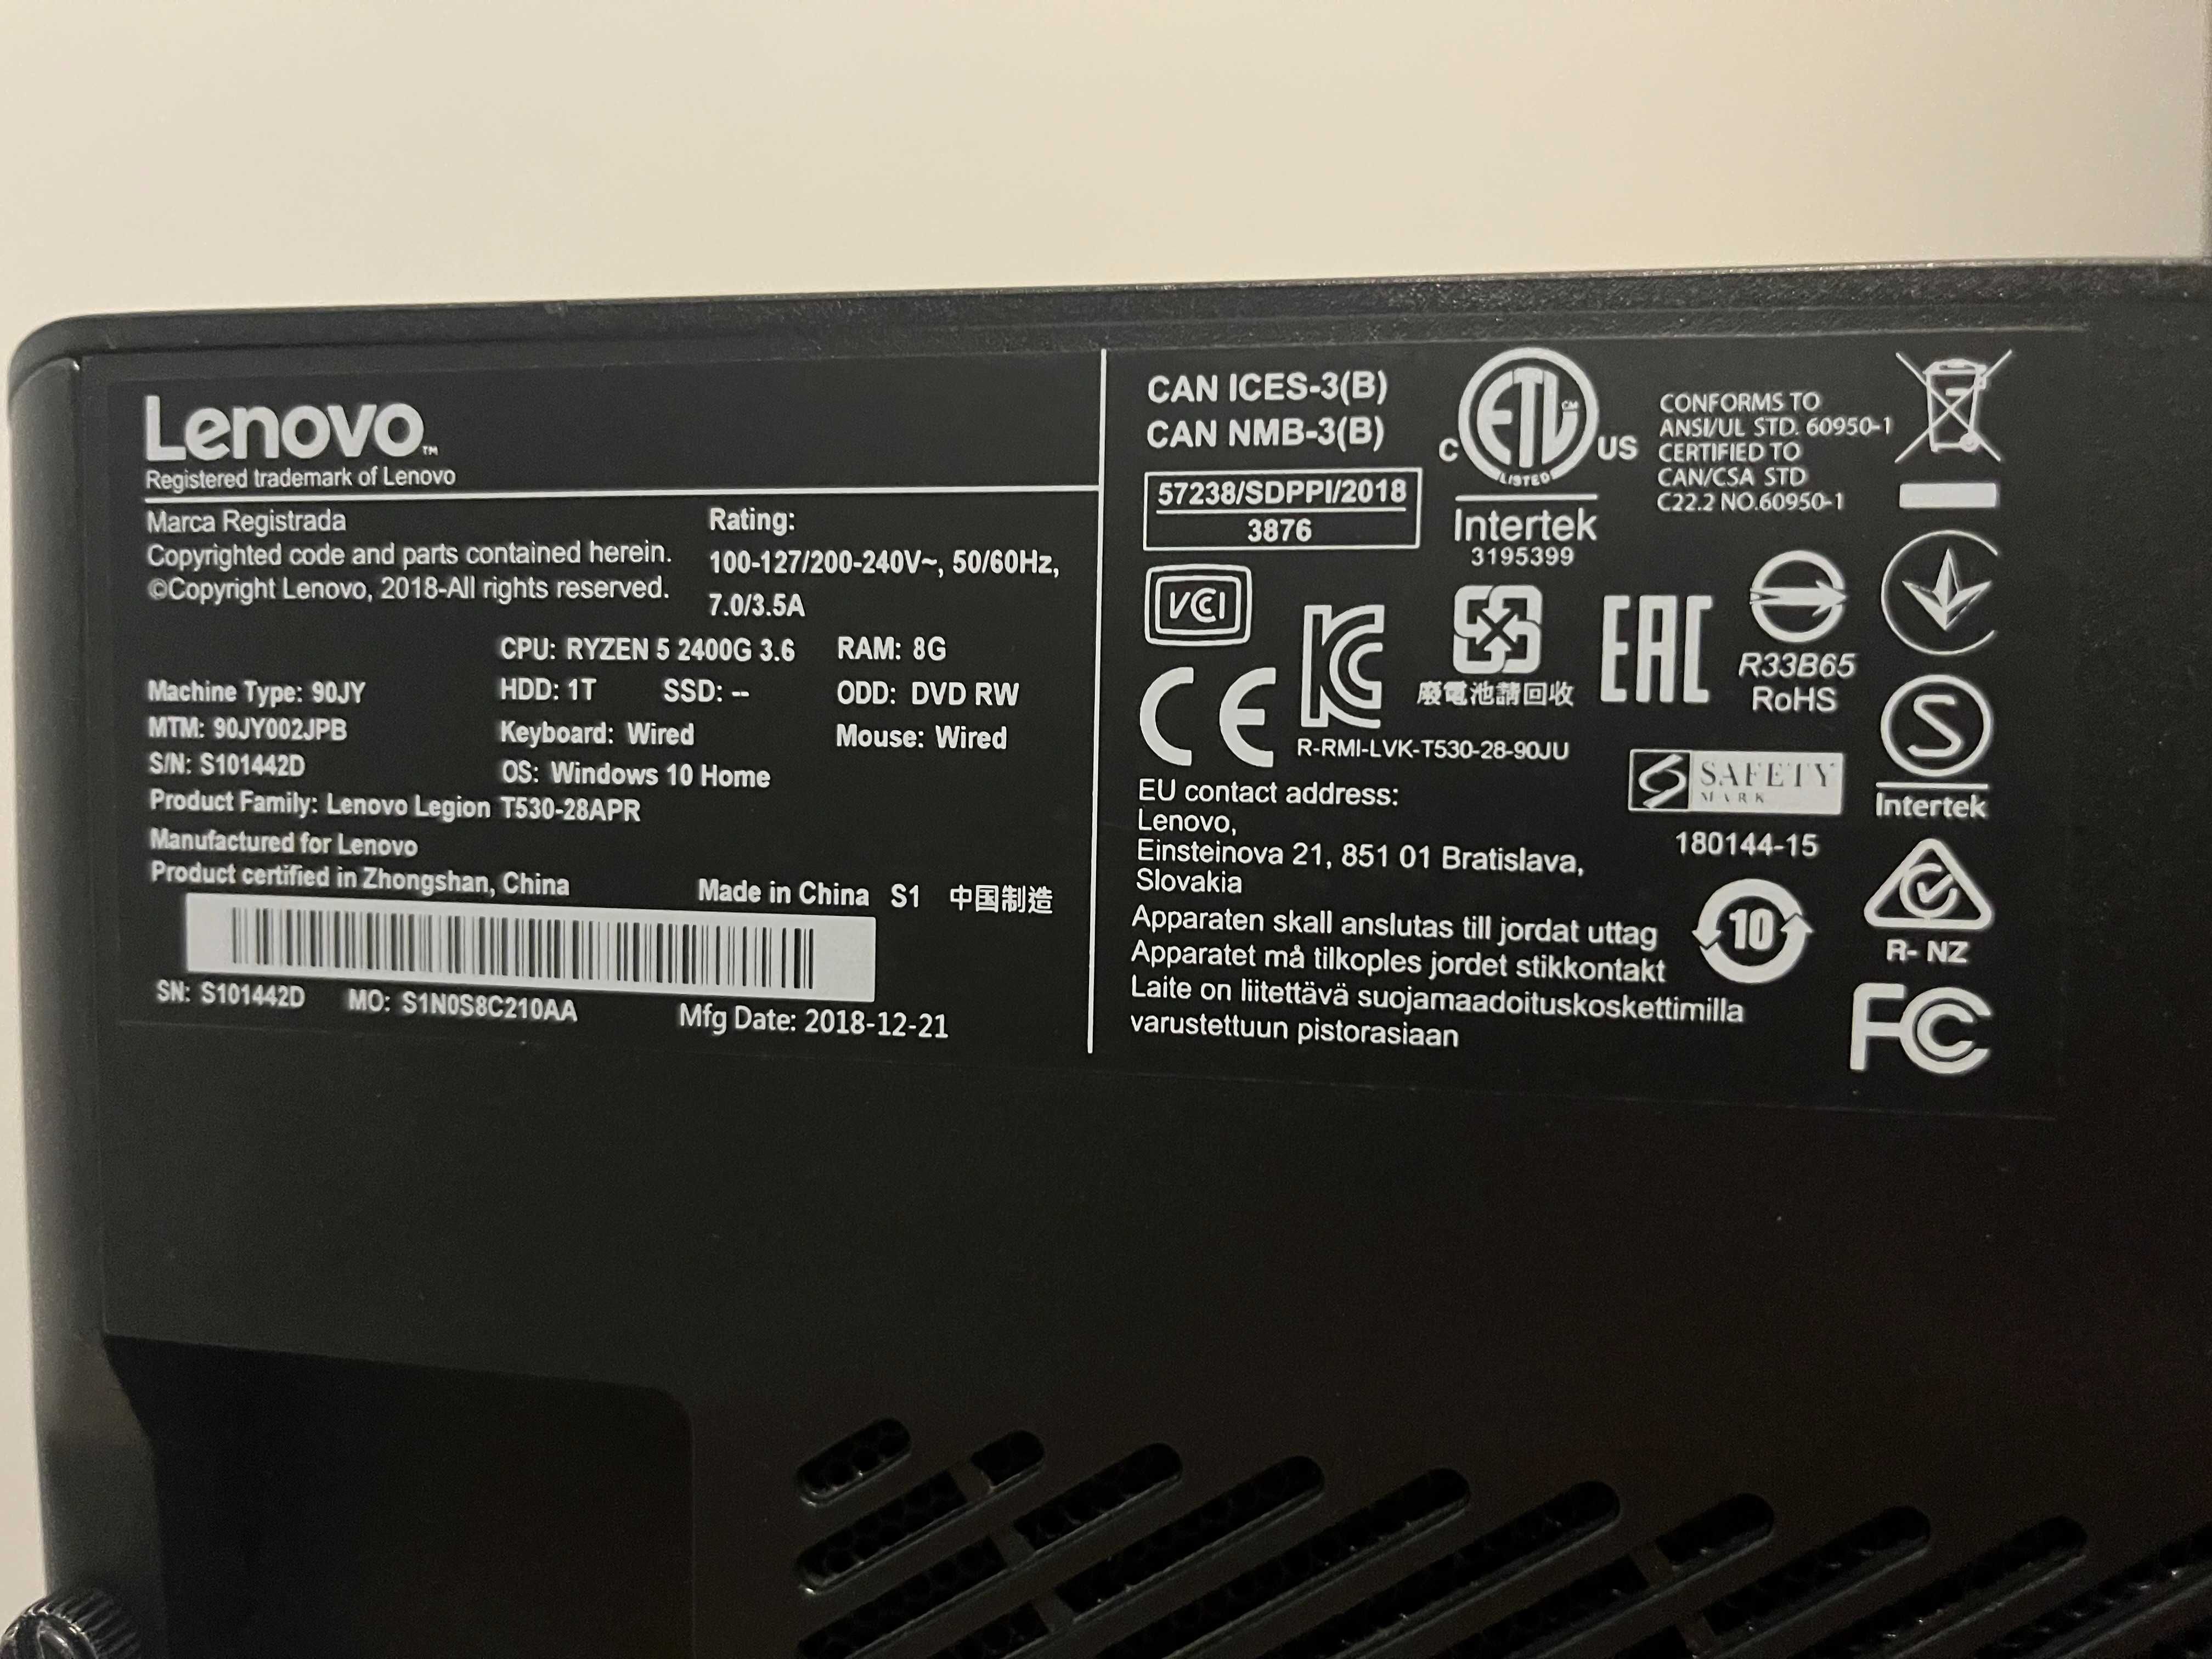 Lenovo™
Registered trademark of Lenovo
Marca Registrada
Copyrighted code and parts contained herein.
©Copyright Lenovo, 2018-All rights reserved.
Rating:
100-127/200-240V~, 50/60Hz,
7.0/3.5A
CPU: RYZEN 5 2400G 3.6 RAM: 8G
Machine Type: 90JY HDD: 1T SSD: -- ODD: DVD RW
MTM: 90JY002JPB Keyboard: Wired Mouse: Wired
S/N: S101442D OS: Windows 10 Home
Product Family: Lenovo Legion T530-28APR
Manufactured for Lenovo
Product certified in Zhongshan, China
Made in China S1 中国制造
SN: S101442D MO: S1N0S8C210AA Mfg Date: 2018-12-21
CAN ICES-3(B)
CAN NMB-3(B)
57238/SDPPI/2018
3876
C ETL CM US
LISTED
Intertek
3195399
CONFORMS TO
ANSI/UL STD. 60950-1
CERTIFIED TO
CAN/CSA STD
C22.2 NO.60950-1
VCI
CE
KC
廢電池請回收
EAC
R33B65
RoHS
R-RMI-LVK-T530-28-90JU
S
Intertek
SAFETY
MARK
180144-15
EU contact address:
Lenovo,
Einsteinova 21, 851 01 Bratislava,
Slovakia
Apparaten skall anslutas till jordat uttag
Apparatet må tilkoples jordet stikkontakt
Laite on liitettävä suojamaadoituskoskettimilla
varustettuun pistorasiaan
10
R- NZ
FC